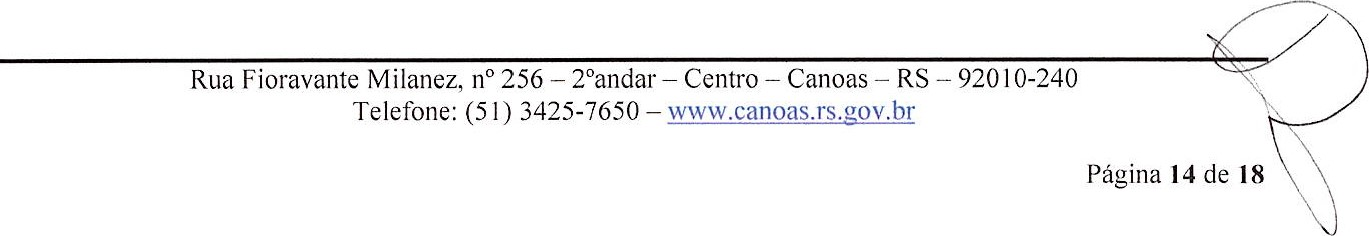 Rua Fioravante Milanez, nº 256 – 2ºandar – Centro – Canoas – RS – 92010-240
Telefone: (51) 3425-7650 – www.canoas.rs.gov.br
Página 14 de 18